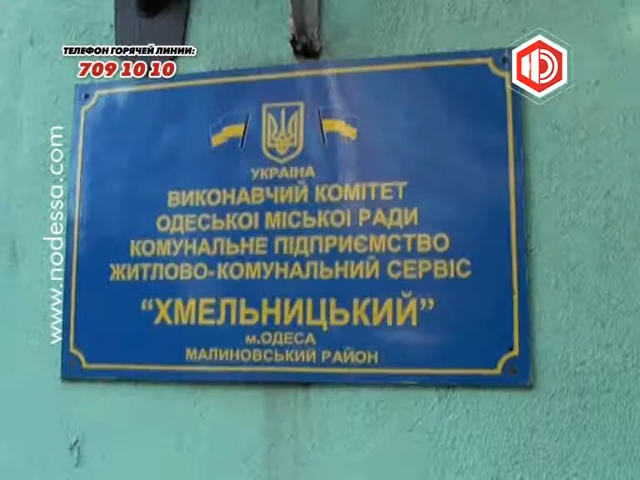 ТЕЛЕФОН ГОРЯЧЕЙ ЛИНИИ:
709 10 10
www.nodessa.com
УКРАЇНА
ВИКОНАВЧИЙ КОМІТЕТ
ОДЕСЬКОЇ МІСЬКОЇ РАДИ
КОМУНАЛЬНЕ ПІДПРИЄМСТВО
ЖИТЛОВО-КОМУНАЛЬНИЙ СЕРВІС
“ХМЕЛЬНИЦЬКИЙ”
м.ОДЕСА
МАЛИНОВСЬКИЙ РАЙОН